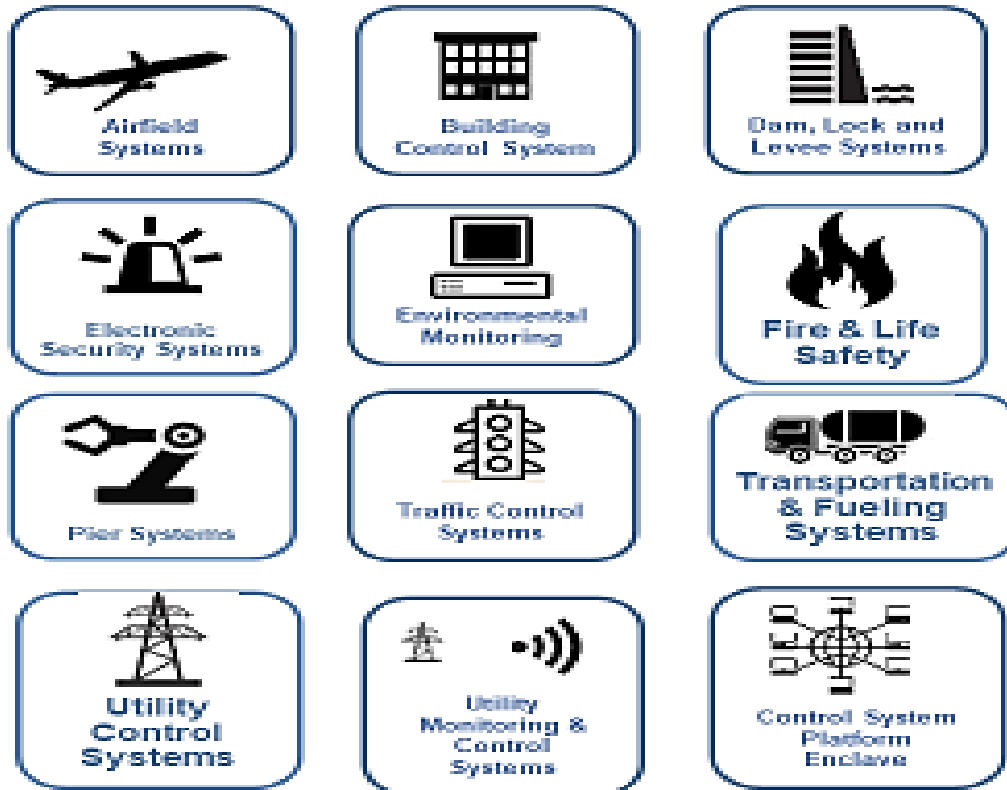 Airfield
Systems
Building
Control System
Dam, Lock and
Levee Systems
Electronic
Security Systems
Environmental
Monitoring
Fire & Life
Safety
Pier Systems
Traffic Control
Systems
Transportation
& Fueling
Systems
Utility
Control
Systems
Utility
Monitoring &
Control
Systems
Control System
Platform
Enclave